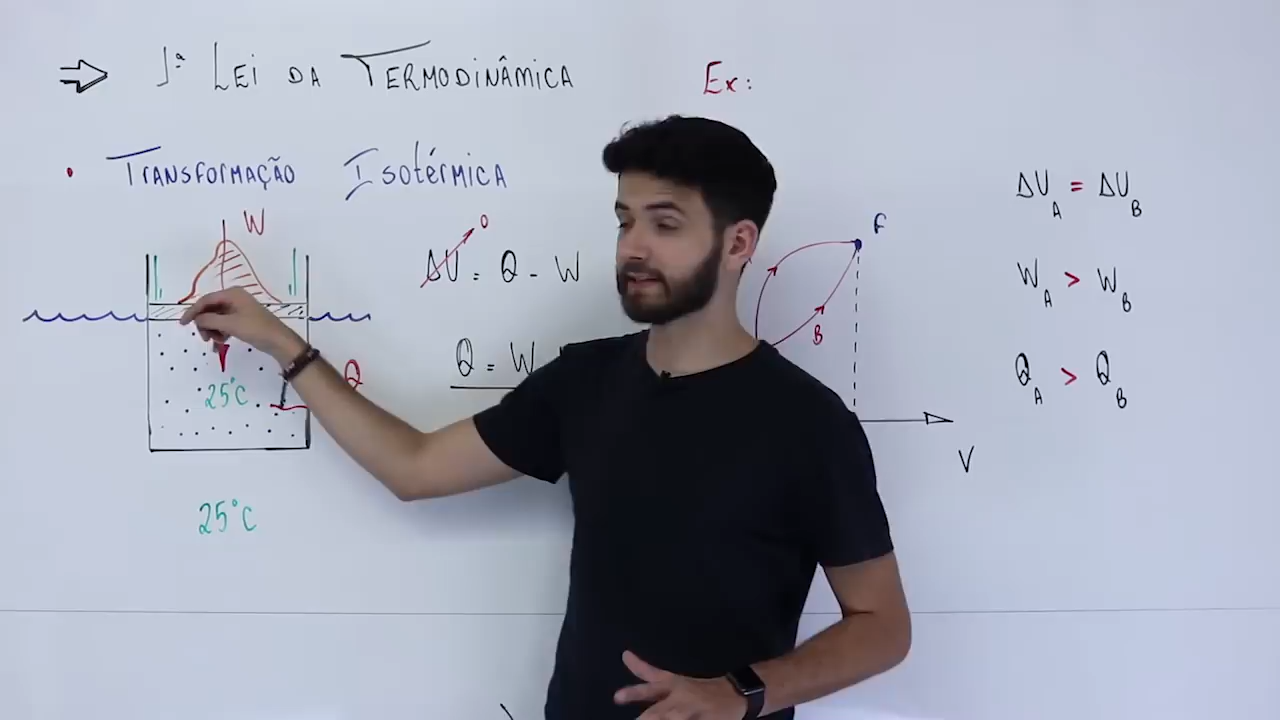 ⇒ 1ª LEI DA TERMODINÂMICA
• TRANSFORMAÇÃO ISOTÉRMICA
W
25°C
Q
25°C
0
ΔU = Q - W
Q = W
Ex:
F
B
V
ΔU_A = ΔU_B
W_A > W_B
Q_A > Q_B